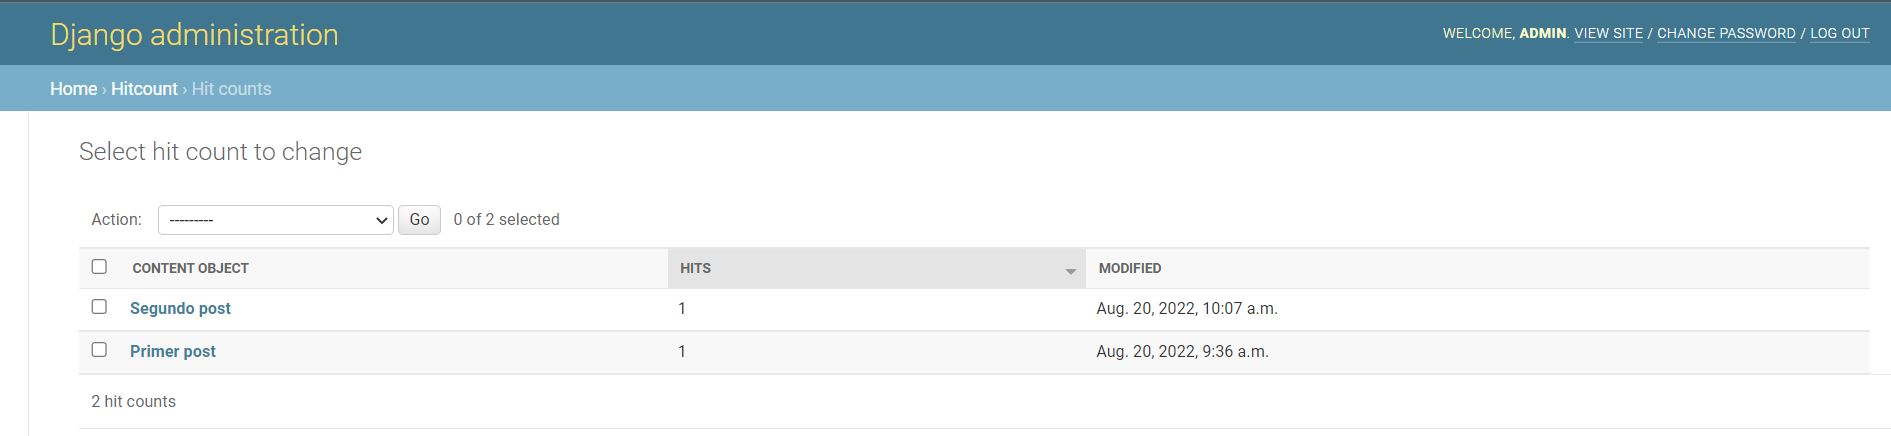 Django administration
WELCOME, ADMIN. VIEW SITE / CHANGE PASSWORD / LOG OUT
Home › Hitcount › Hit counts
Select hit count to change
Action: --------- Go 0 of 2 selected
CONTENT OBJECT HITS MODIFIED
Segundo post 1 Aug. 20, 2022, 10:07 a.m.
Primer post 1 Aug. 20, 2022, 9:36 a.m.
2 hit counts